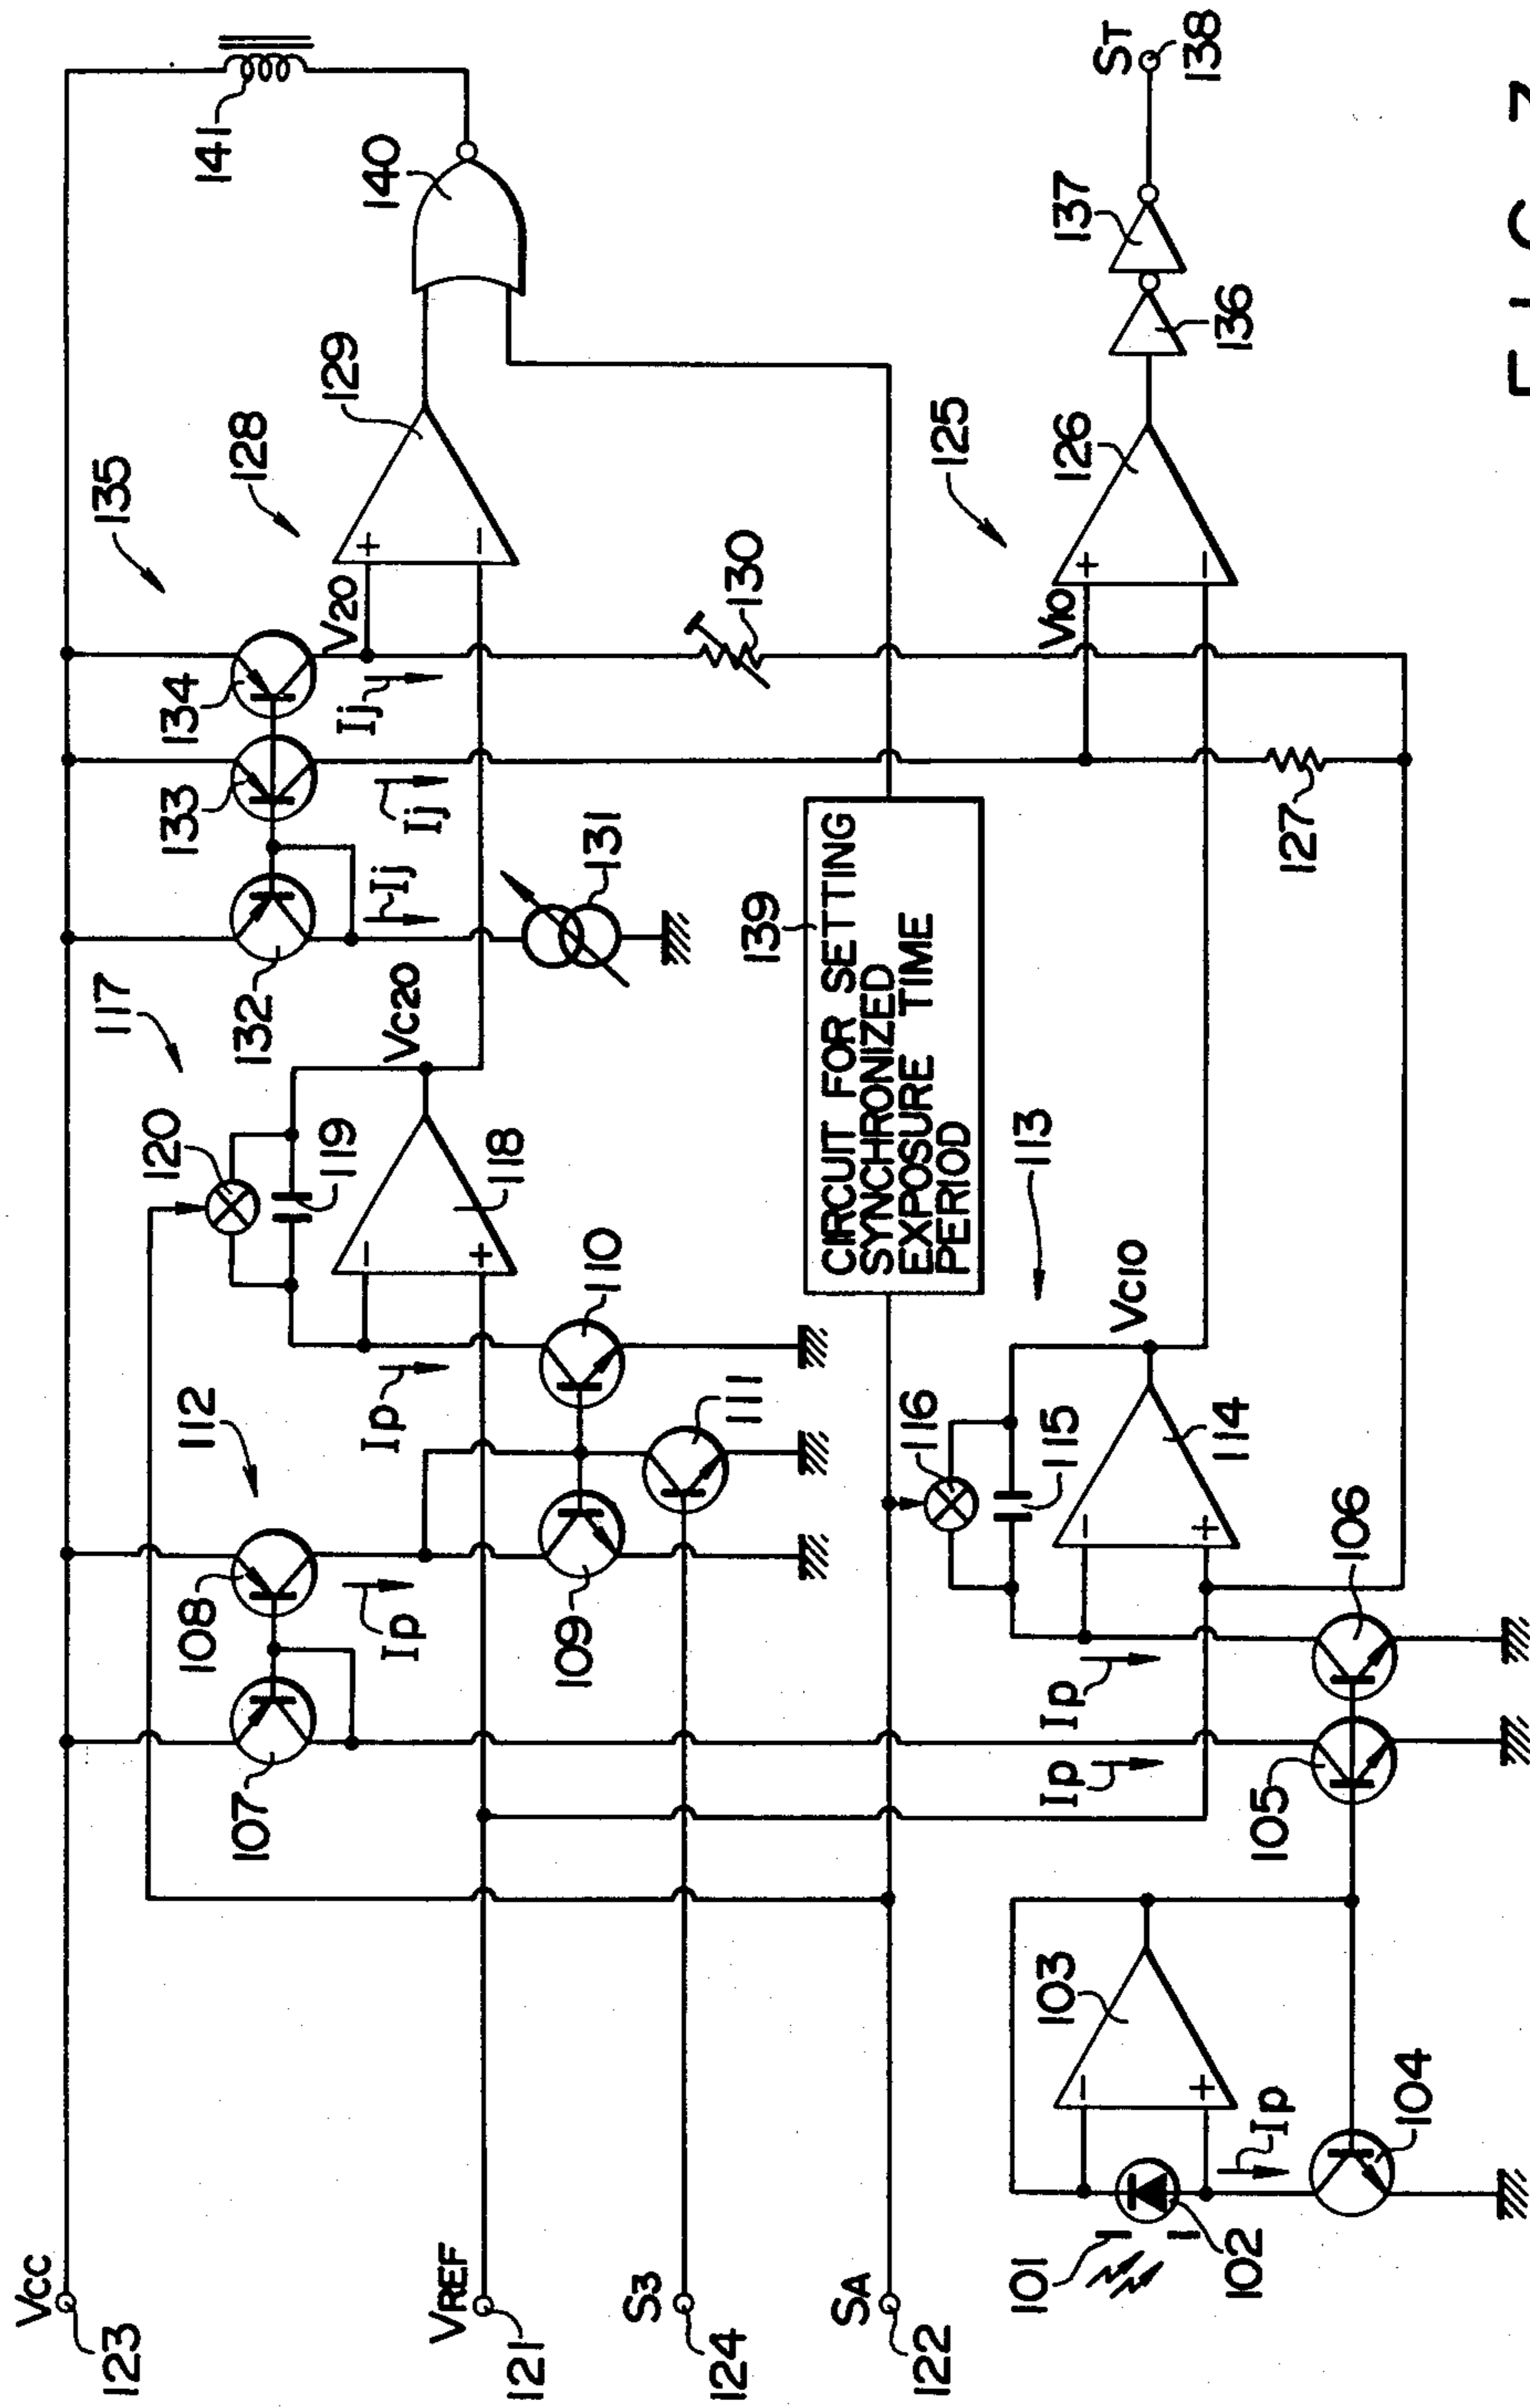 VCC
123
VREF
121
S3
124
SA
122
101
102
103
104
Ip
105
106
Ip
Ip
107
108
Ip
112
109
110
111
Ip
113
114
115
116
VC10
117
118
119
120
VC20
CIRCUIT FOR SETTING
SYNCHRONIZED
EXPOSURE TIME
PERIOD
139
131
132
133
134
135
Ij
Ij
Ij
V20
128
129
130
127
V10
125
126
136
137
ST
138
140
141